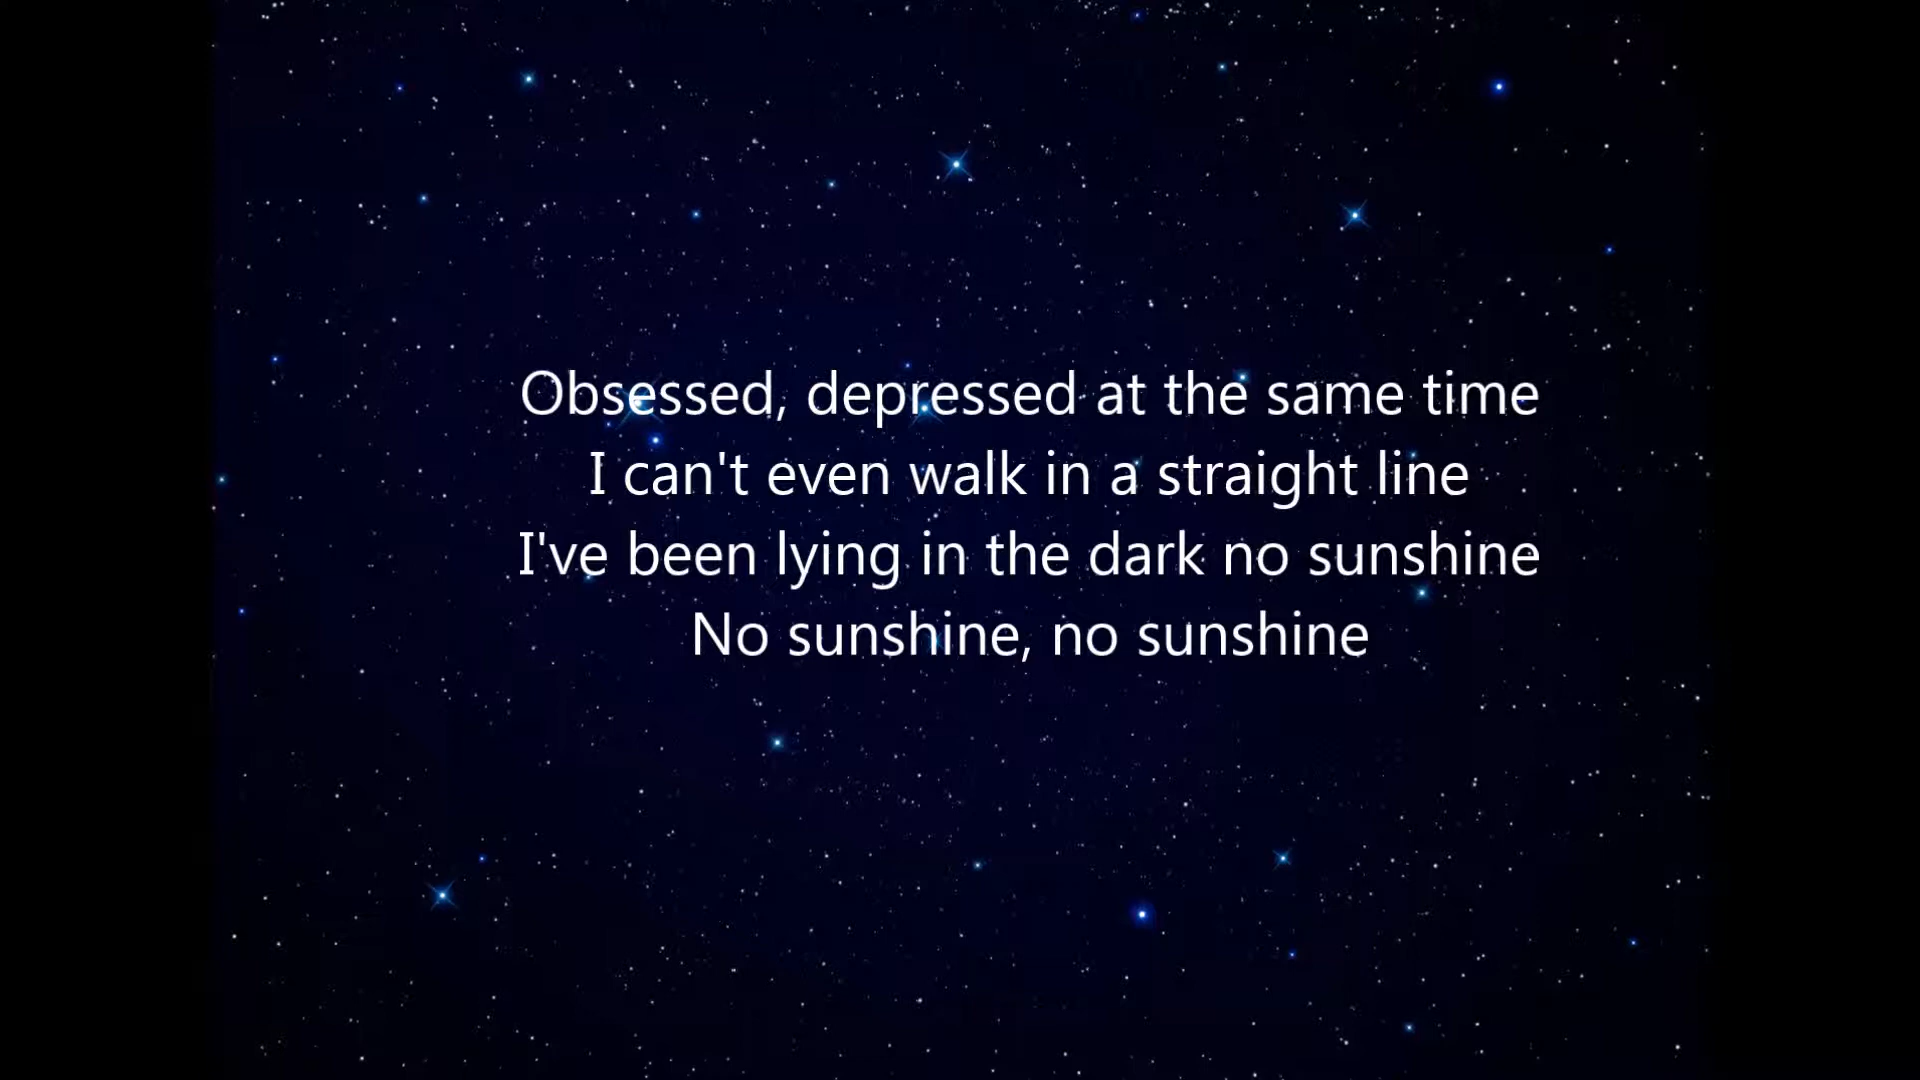 Obsessed, depressed at the same time
I can't even walk in a straight line
I've been lying in the dark no sunshine
No sunshine, no sunshine